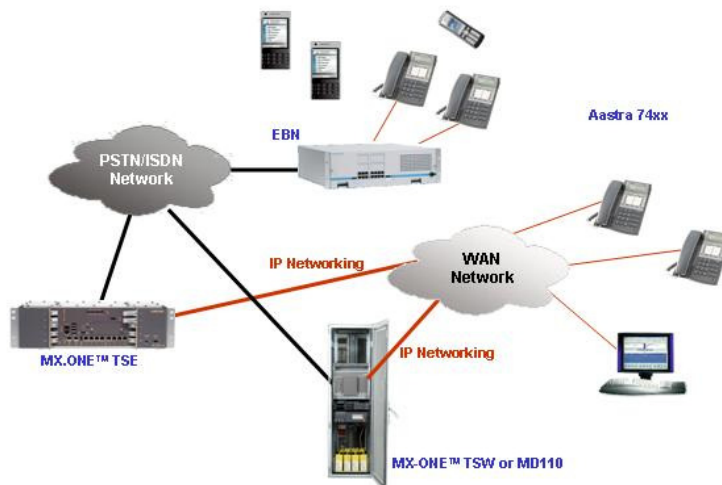 EBN
Aastra 74xx
PSTN/ISDN
Network
WAN
Network
IP Networking
MX.ONE™ TSE
IP Networking
MX-ONE™ TSW or MD110